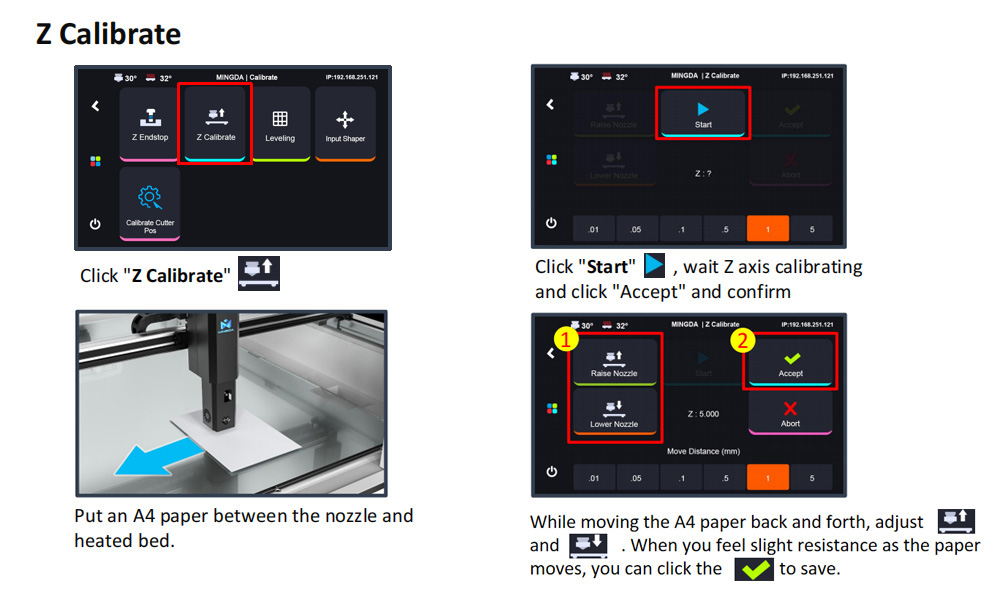 Z Calibrate
30° 32° MINGDA | Calibrate IP:192.168.251.121
Z Endstop Z Calibrate Leveling Input Shaper
Calibrate Cutter
Pos
Click "Z Calibrate"
30° 32° MINGDA | Z Calibrate IP:192.168.251.121
Raise Nozzle Start Accept
Lower Nozzle Z : ? Abort
.01 .05 .1 .5 1 5
Click "Start" , wait Z axis calibrating
and click "Accept" and confirm
Put an A4 paper between the nozzle and
heated bed.
30° 32° MINGDA | Z Calibrate IP:192.168.251.121
1 2
Raise Nozzle Start Accept
Lower Nozzle Z : 5.000 Abort
Move Distance (mm)
.01 .05 .1 .5 1 5
While moving the A4 paper back and forth, adjust
and . When you feel slight resistance as the paper
moves, you can click the to save.